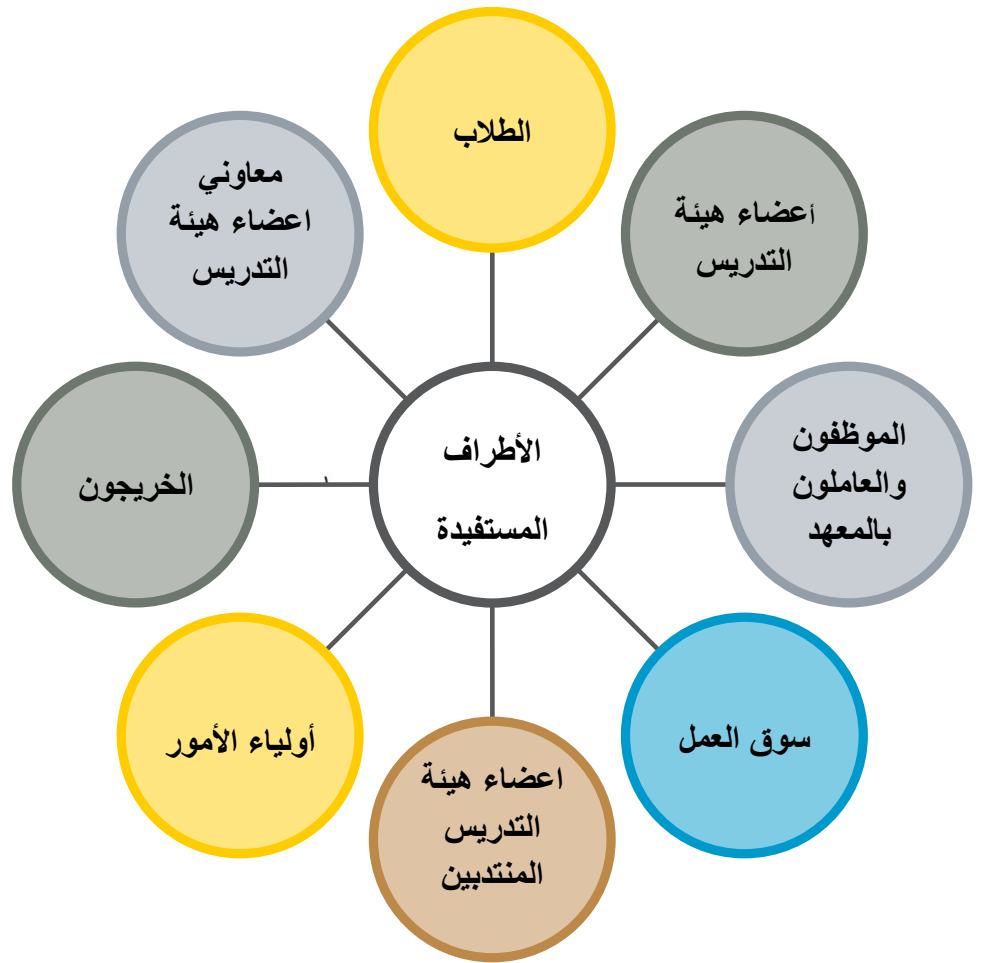 الطلاب
أعضاء هيئة
التدريس
الموظفون
والعاملون
بالمعهد
سوق العمل
اعضاء هيئة
التدريس
المنتدبين
أولياء الأمور
الخريجون
معاوني
اعضاء هيئة
التدريس
الأطراف
المستفيدة